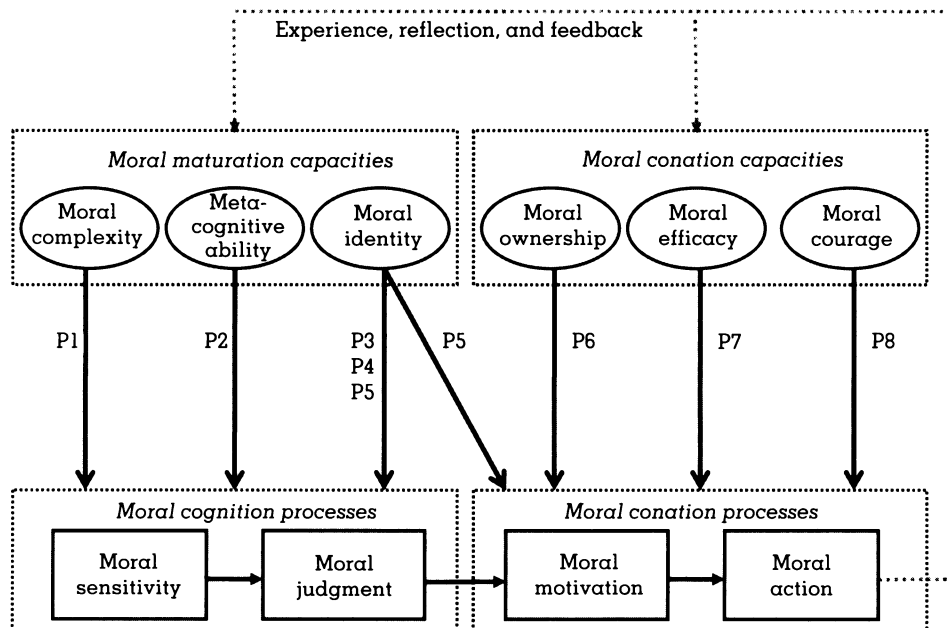 Experience, reflection, and feedback
Moral maturation capacities
Moral conation capacities
Moral
complexity
Meta-
cognitive
ability
Moral
identity
Moral
ownership
Moral
efficacy
Moral
courage
P1
P2
P3
P4
P5
P5
P6
P7
P8
Moral cognition processes
Moral conation processes
Moral
sensitivity
Moral
judgment
Moral
motivation
Moral
action